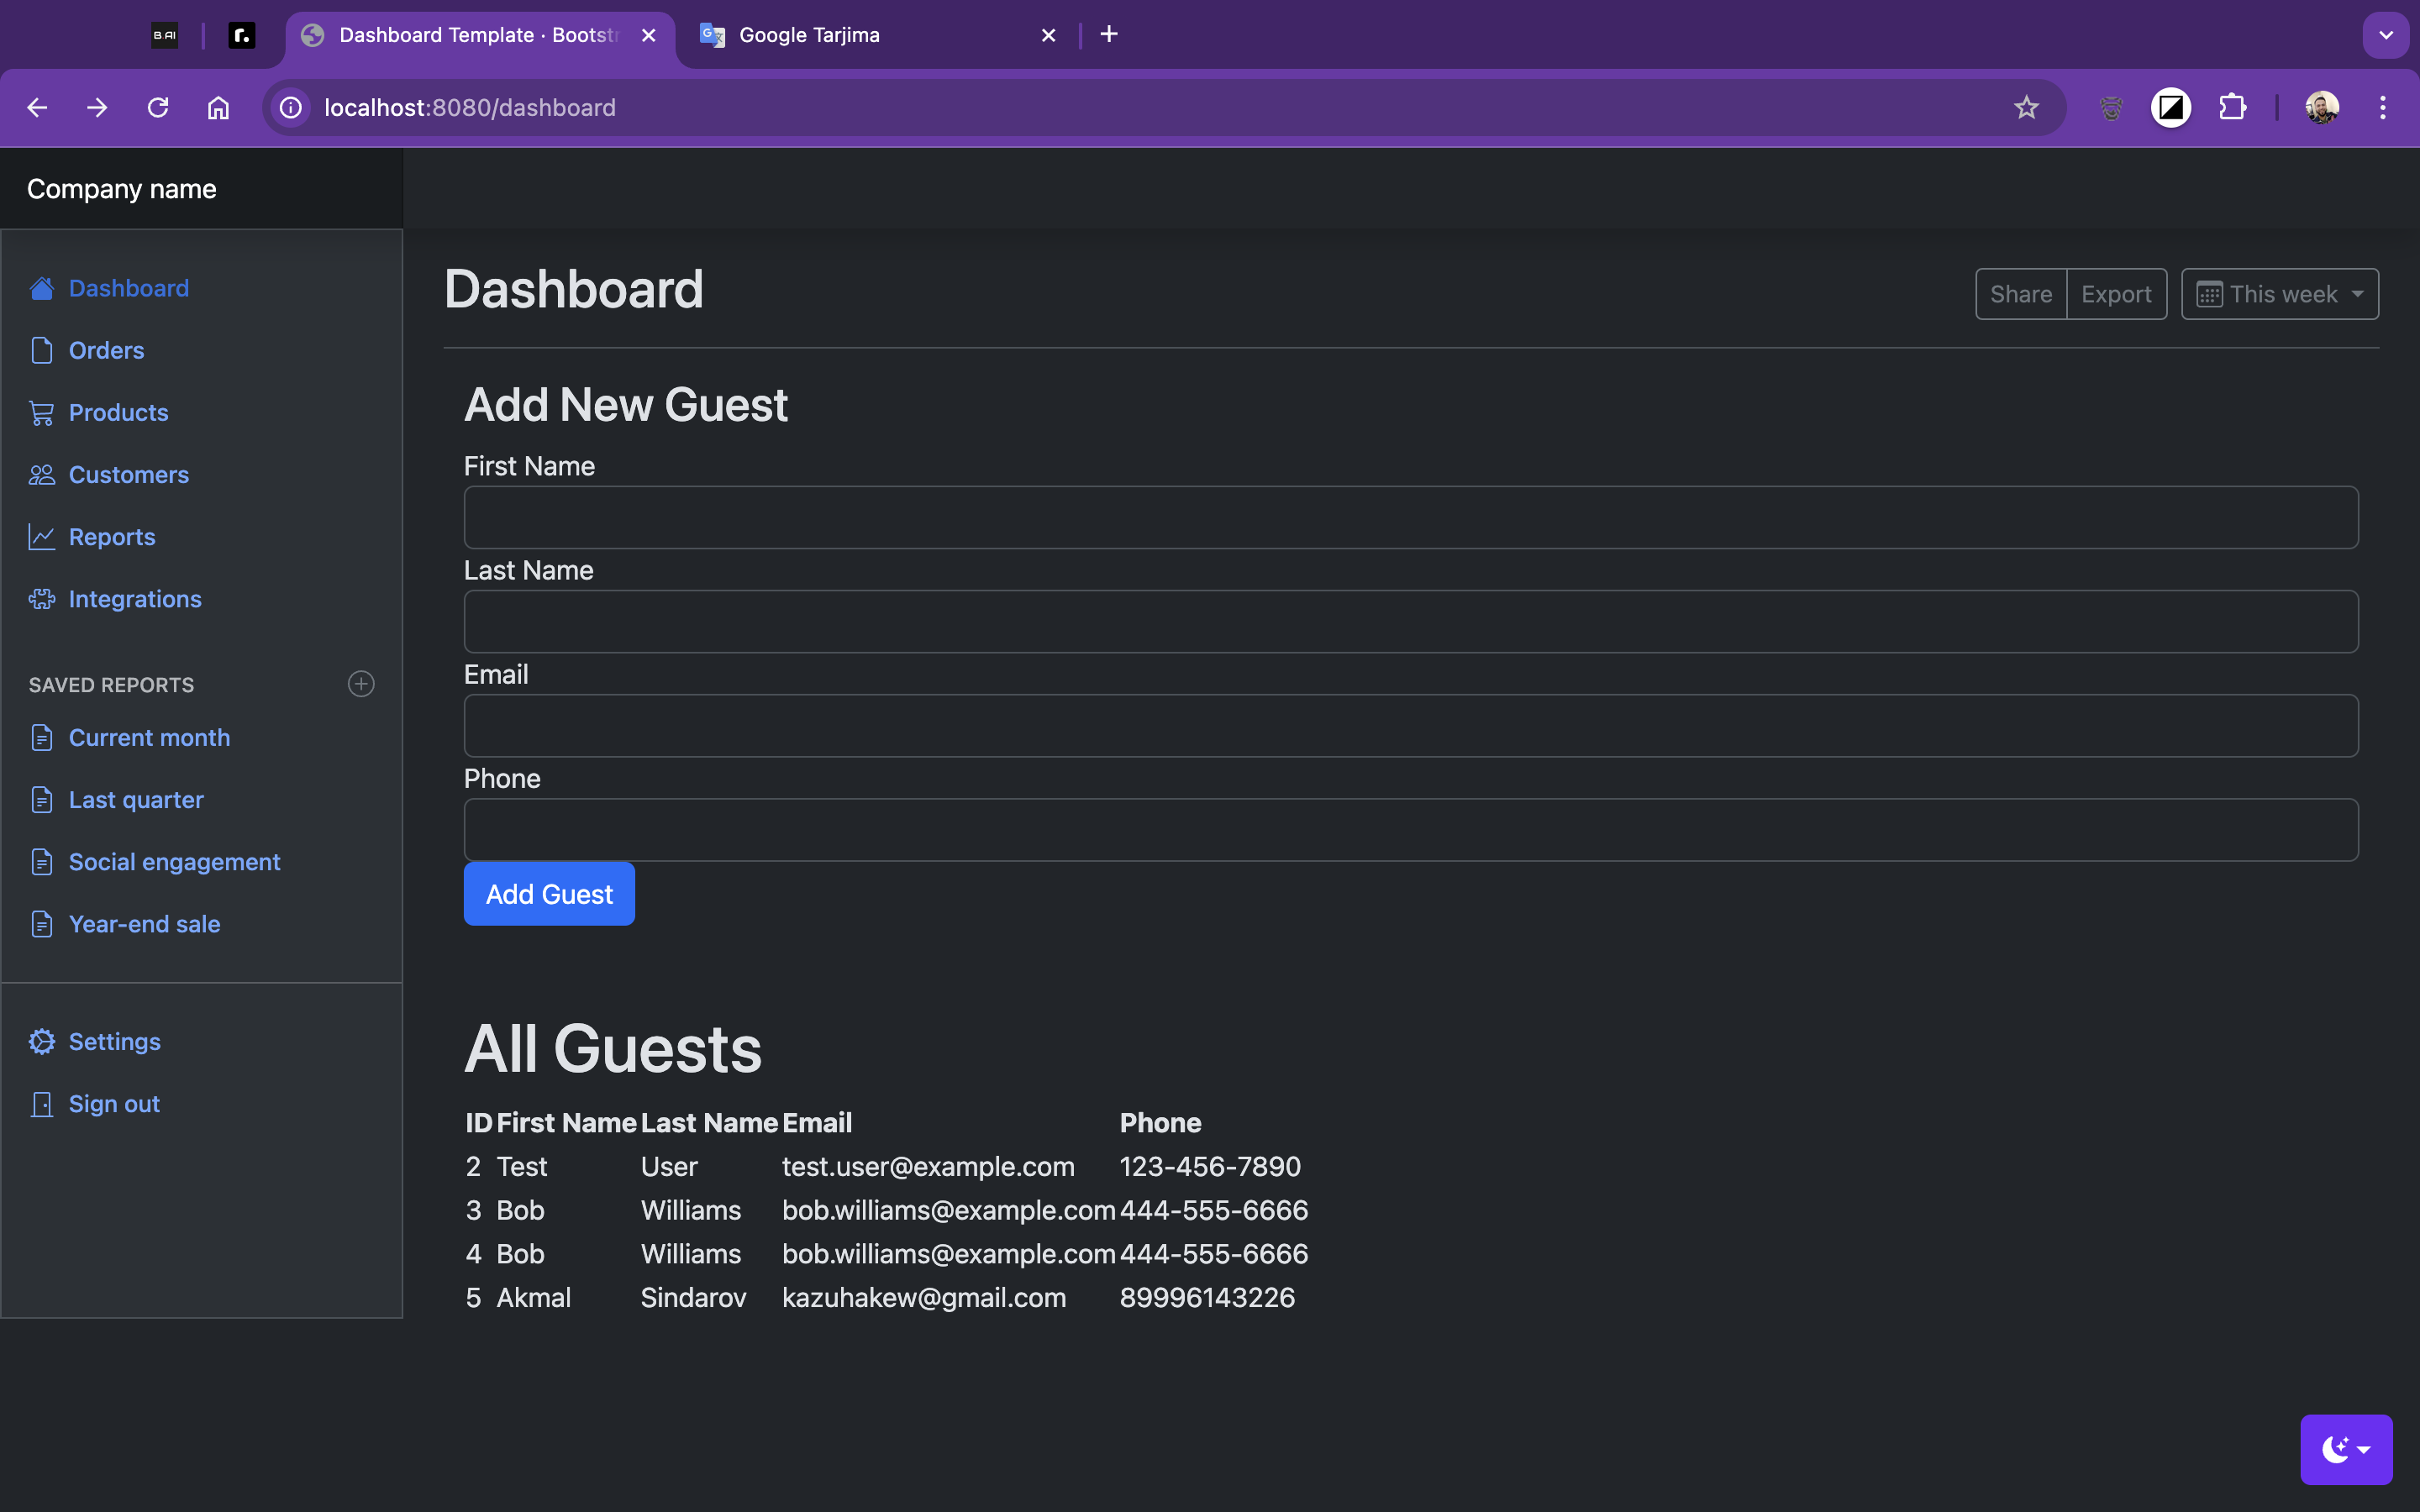 B AI
r.
Dashboard Template · Bootstr
Google Tarjima
localhost:8080/dashboard
Company name
Dashboard
Orders
Products
Customers
Reports
Integrations
SAVED REPORTS
Current month
Last quarter
Social engagement
Year-end sale
Settings
Sign out
Dashboard
Share Export This week
Add New Guest
First Name
Last Name
Email
Phone
Add Guest
All Guests
ID First Name Last Name Email Phone
2 Test User test.user@example.com 123-456-7890
3 Bob Williams bob.williams@example.com 444-555-6666
4 Bob Williams bob.williams@example.com 444-555-6666
5 Akmal Sindarov kazuhakew@gmail.com 89996143226